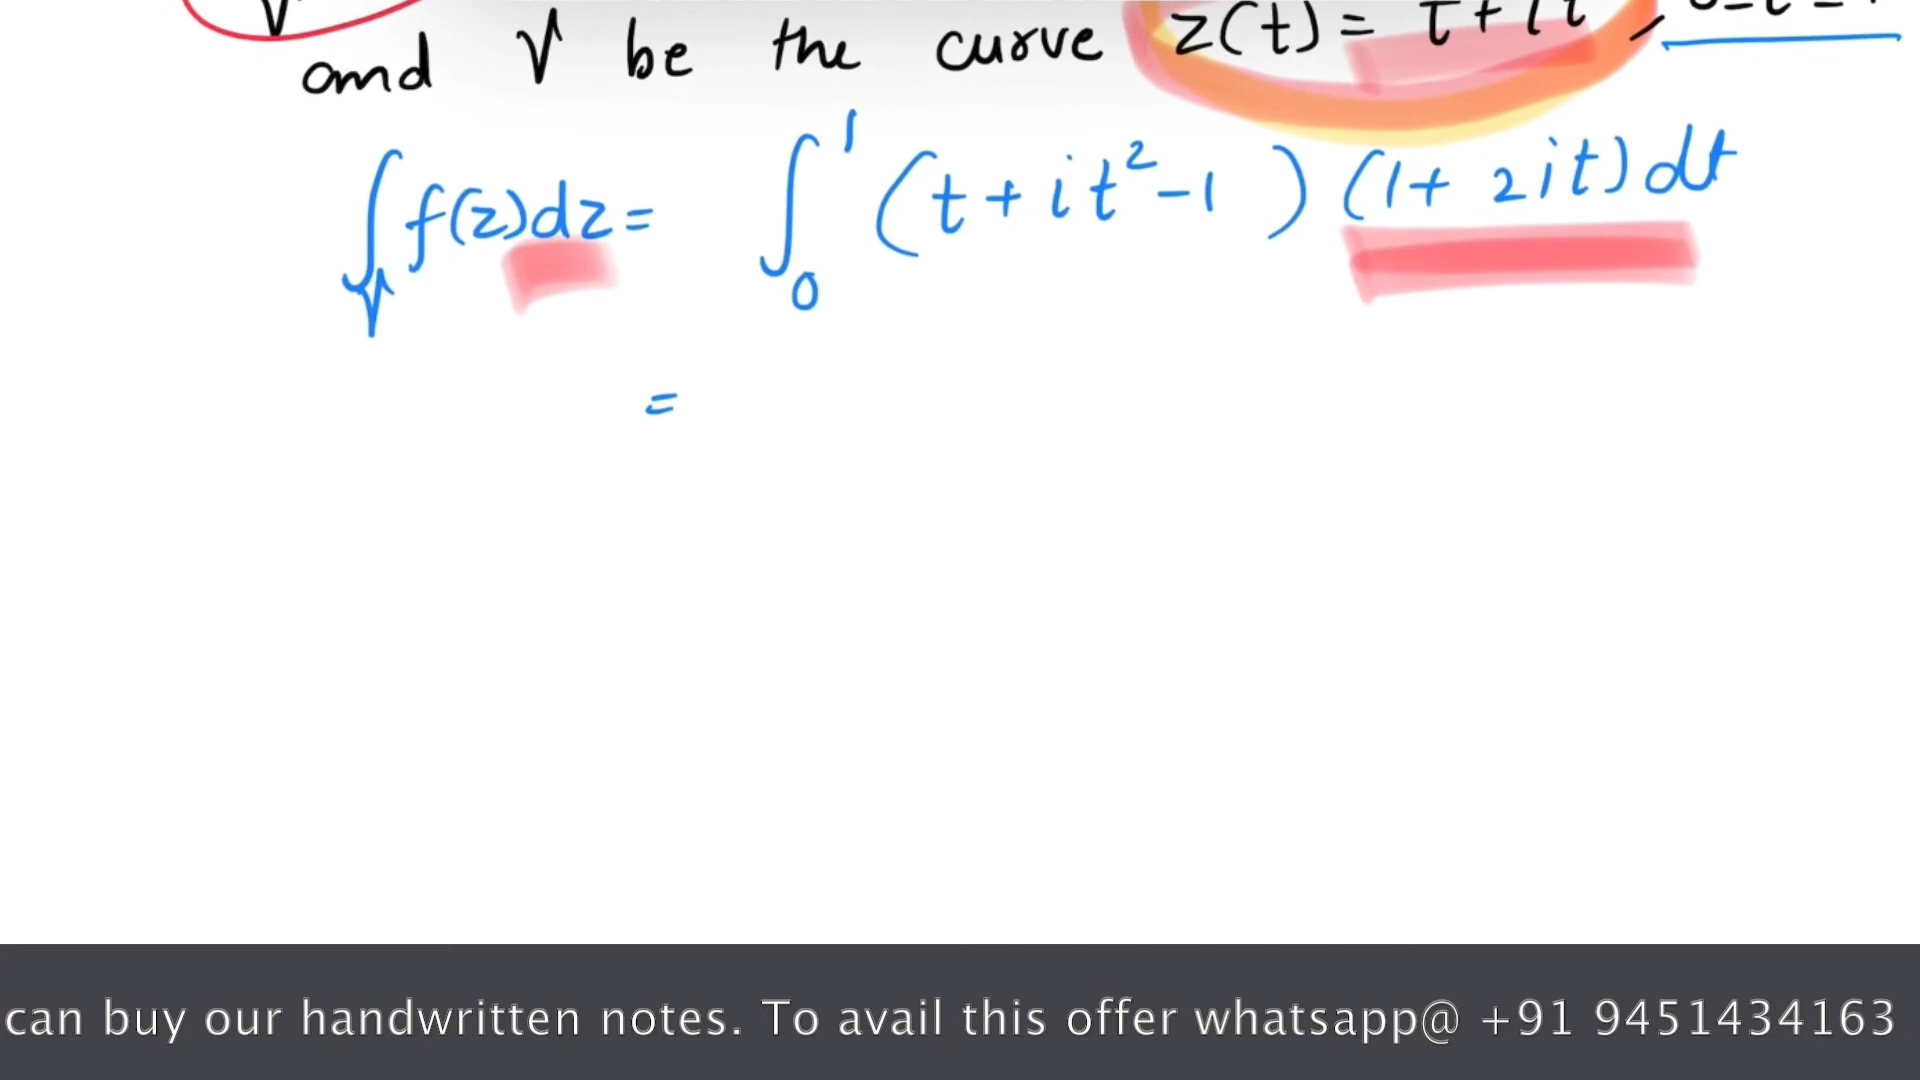 and γ be the curve z(t) = t + it
∫γ f(z)dz = ∫₀¹ (t + it² - 1) (1 + 2it) dt
=
can buy our handwritten notes. To avail this offer whatsapp@ +91 9451434163